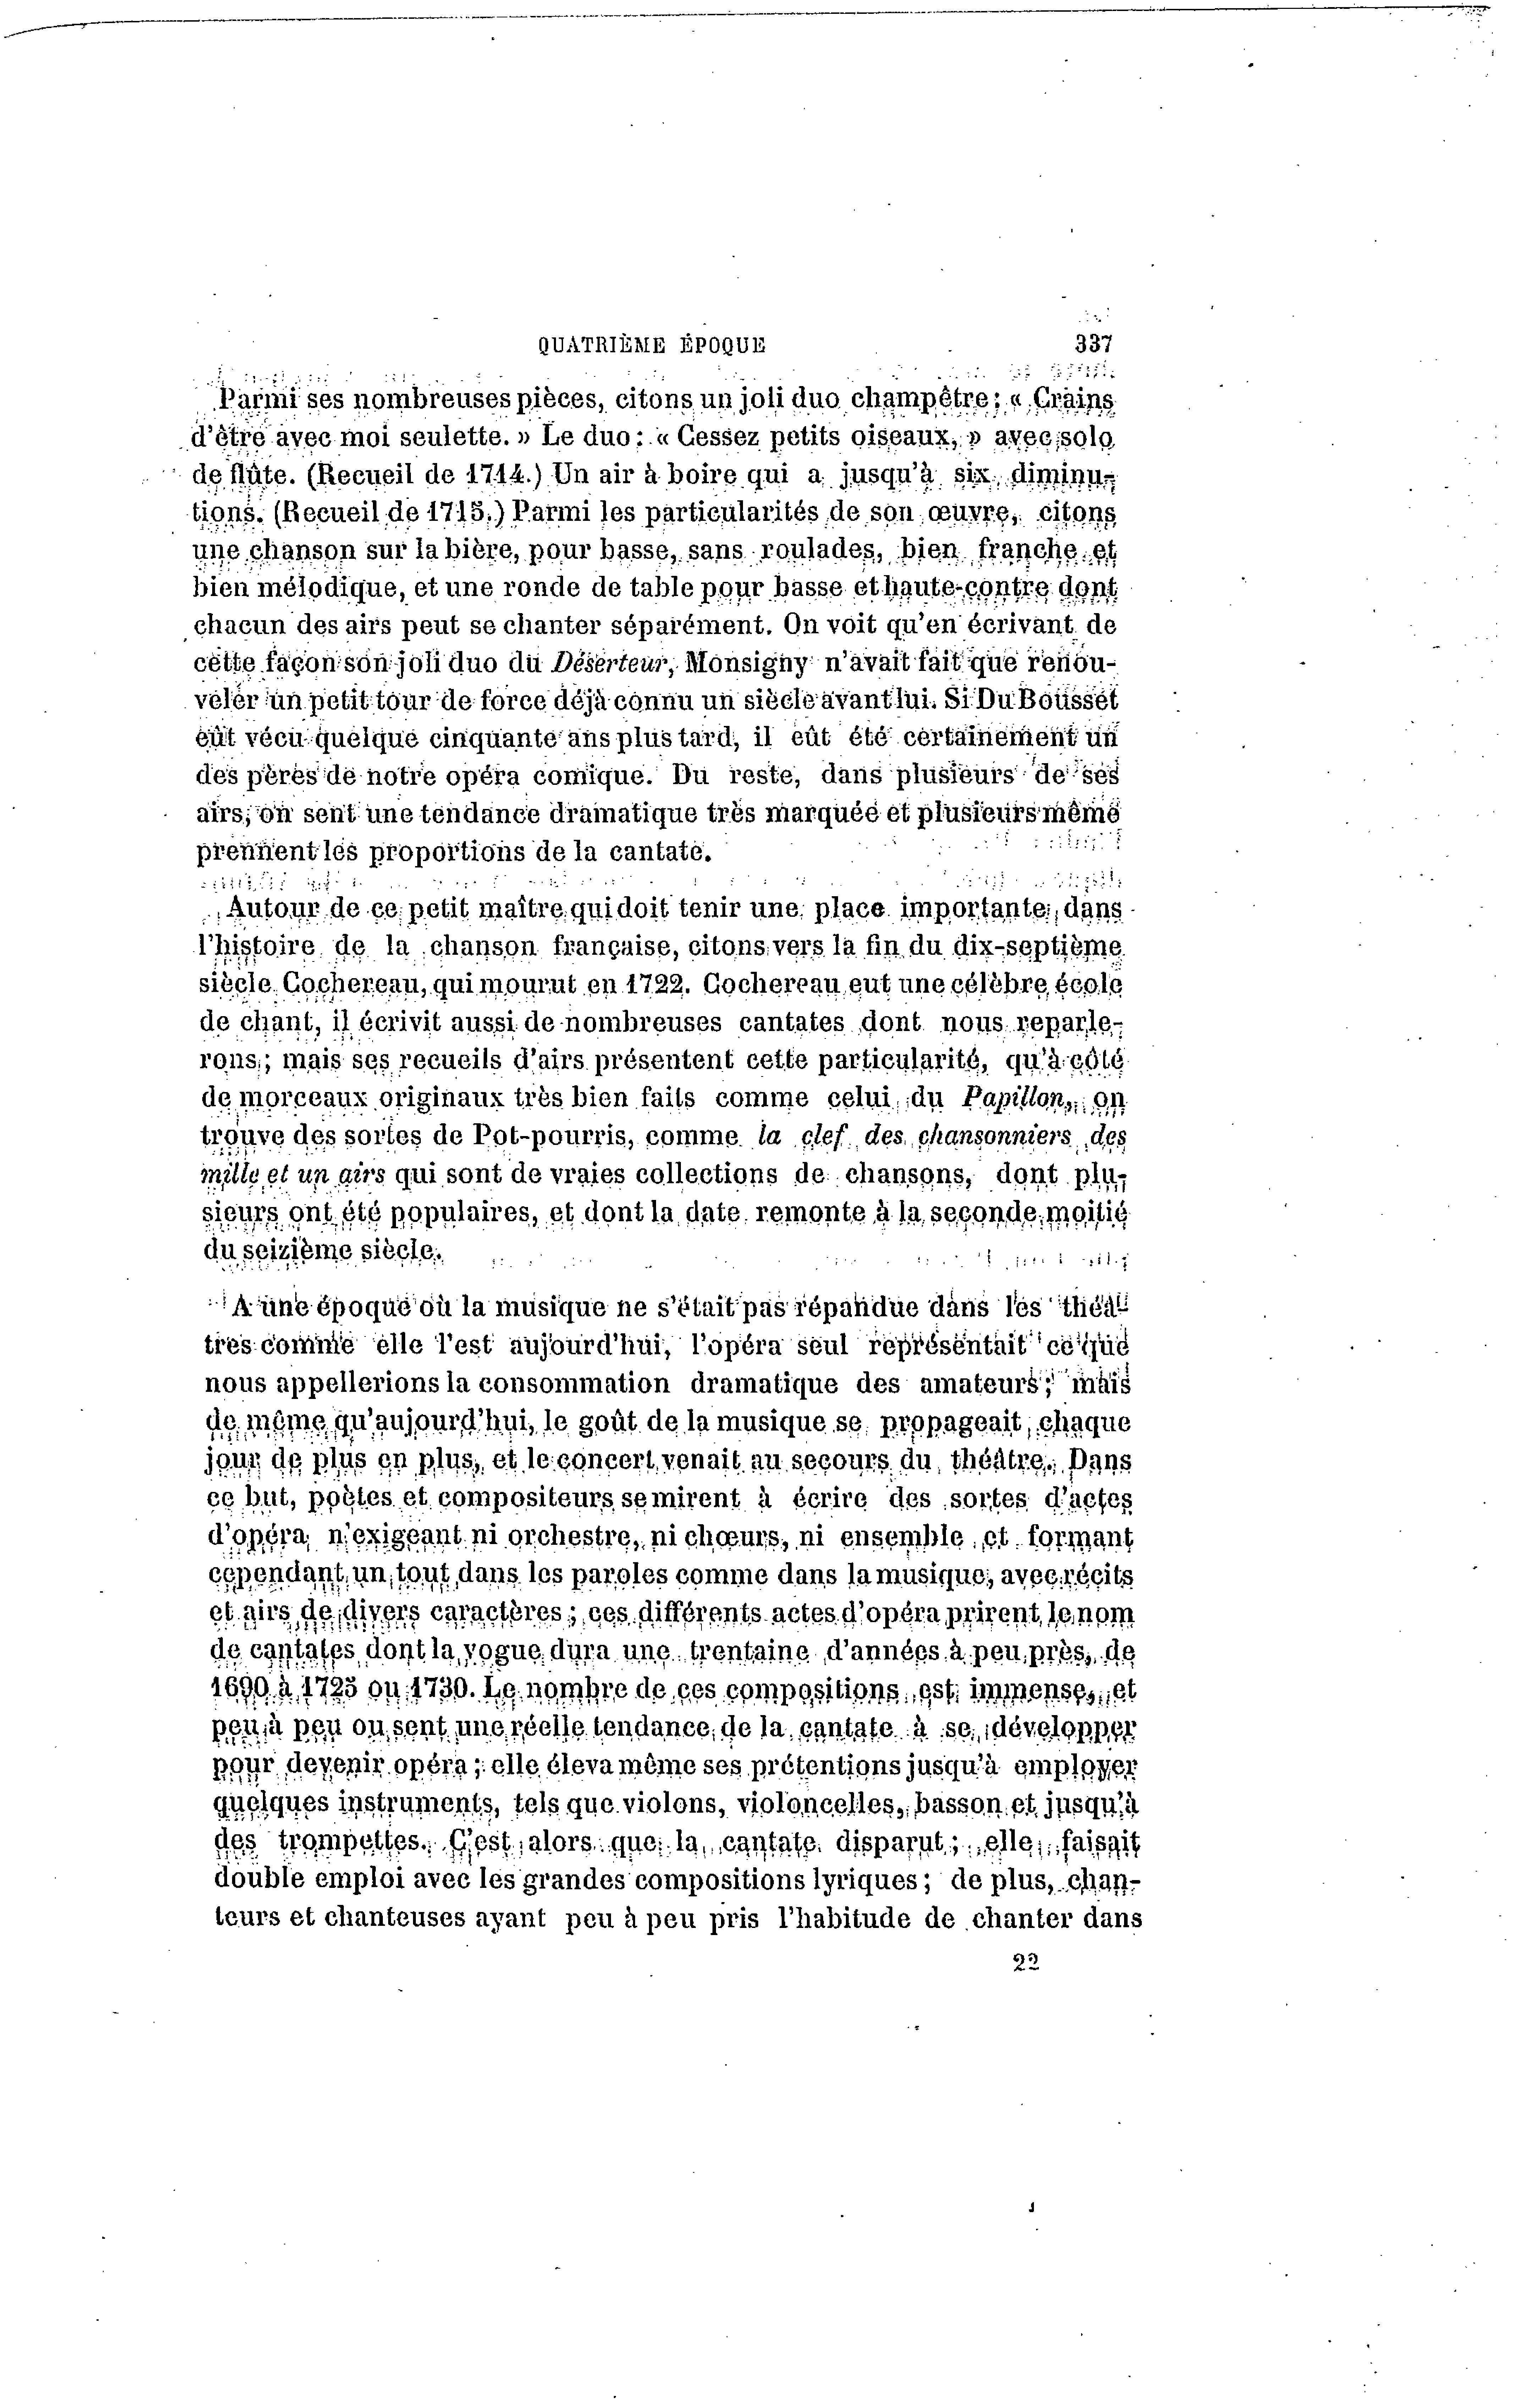 QUATRIÈME ÉPOQUE 337
Parmi ses nombreuses pièces, citons un joli duo champêtre; « Crains
d'être avec moi seulette. » Le duo: « Cessez petits oiseaux, » avec solo
de flûte. (Recueil de 1714.) Un air à boire qui a jusqu'à six diminu-
tions. (Recueil de 1715.) Parmi les particularités de son œuvre, citons
une chanson sur la bière, pour basse, sans roulades, bien franche et
bien mélodique, et une ronde de table pour basse et haute-contre dont
chacun des airs peut se chanter séparément. On voit qu'en écrivant de
cette façon son joli duo du Déserteur, Monsigny n'avait fait que renou-
veler un petit tour de force déjà connu un siècle avant lui. Si Du Bousset
eût vécu quelque cinquante ans plus tard, il eût été certainement un
des pères de notre opéra comique. Du reste, dans plusieurs de ses
airs, on sent une tendance dramatique très marquée et plusieurs même
prennent les proportions de la cantate.
Autour de ce petit maître qui doit tenir une place importante, dans
l'histoire de la chanson française, citons vers la fin du dix-septième
siècle Cochereau, qui mourut en 1722. Cochereau eut une célèbre école
de chant, il écrivit aussi de nombreuses cantates dont nous reparle-
rons; mais ses recueils d'airs présentent cette particularité, qu'à côté
de morceaux originaux très bien faits comme celui du Papillon, on
trouve des sortes de Pot-pourris, comme la clef des chansonniers des
mille et un airs qui sont de vraies collections de chansons, dont plu-
sieurs ont été populaires, et dont la date remonte à la seconde moitié
du seizième siècle.
A une époque où la musique ne s'était pas répandue dans les théâ-
tres comme elle l'est aujourd'hui, l'opéra seul représentait ce que
nous appellerions la consommation dramatique des amateurs; mais
de même qu'aujourd'hui, le goût de la musique se propageait chaque
jour de plus en plus, et le concert venait au secours du théâtre. Dans
ce but, poètes et compositeurs se mirent à écrire des sortes d'actes
d'opéra n'exigeant ni orchestre, ni chœurs, ni ensemble et formant
cependant un tout dans les paroles comme dans la musique, avec récits
et airs de divers caractères; ces différents actes d'opéra prirent le nom
de cantates dont la vogue dura une trentaine d'années à peu près, de
1690 à 1725 ou 1730. Le nombre de ces compositions est immense, et
peu à peu ou sent une réelle tendance de la cantate à se développer
pour devenir opéra; elle éleva même ses prétentions jusqu'à employer
quelques instruments, tels que violons, violoncelles, basson et jusqu'à
des trompettes. C'est alors que la cantate disparut; elle faisait
double emploi avec les grandes compositions lyriques; de plus, chan-
teurs et chanteuses ayant peu à peu pris l'habitude de chanter dans
22